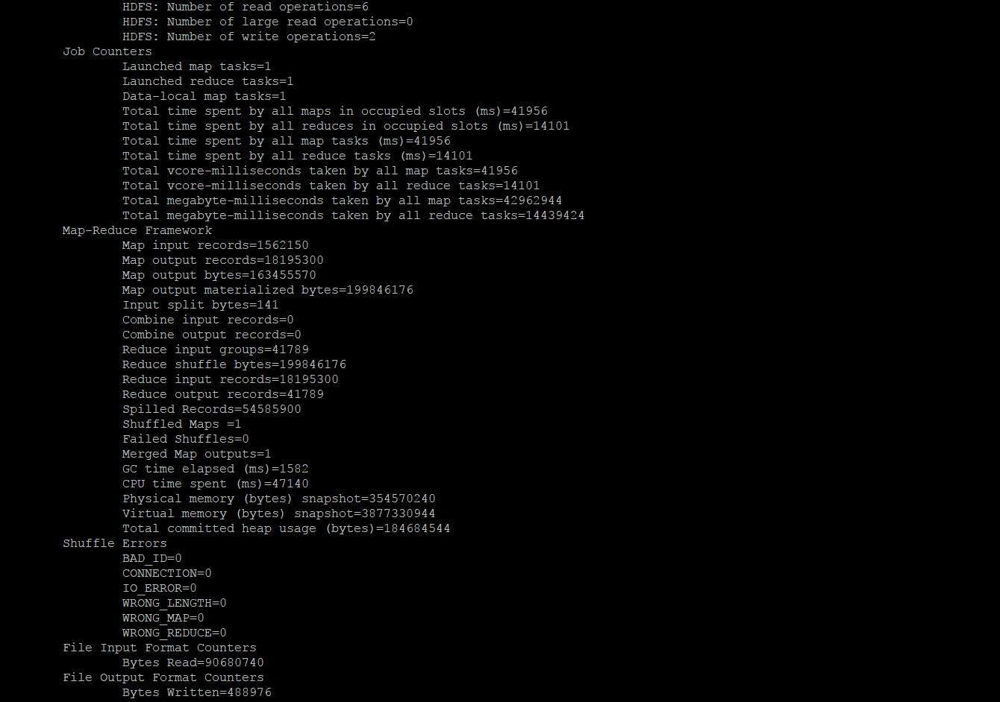 HDFS: Number of read operations=6
HDFS: Number of large read operations=0
HDFS: Number of write operations=2
Job Counters
Launched map tasks=1
Launched reduce tasks=1
Data-local map tasks=1
Total time spent by all maps in occupied slots (ms)=41956
Total time spent by all reduces in occupied slots (ms)=14101
Total time spent by all map tasks (ms)=41956
Total time spent by all reduce tasks (ms)=14101
Total vcore-milliseconds taken by all map tasks=41956
Total vcore-milliseconds taken by all reduce tasks=14101
Total megabyte-milliseconds taken by all map tasks=42962944
Total megabyte-milliseconds taken by all reduce tasks=14439424
Map-Reduce Framework
Map input records=1562150
Map output records=18195300
Map output bytes=163455570
Map output materialized bytes=199846176
Input split bytes=141
Combine input records=0
Combine output records=0
Reduce input groups=41789
Reduce shuffle bytes=199846176
Reduce input records=18195300
Reduce output records=41789
Spilled Records=54585900
Shuffled Maps =1
Failed Shuffles=0
Merged Map outputs=1
GC time elapsed (ms)=1582
CPU time spent (ms)=47140
Physical memory (bytes) snapshot=354570240
Virtual memory (bytes) snapshot=3877330944
Total committed heap usage (bytes)=184684544
Shuffle Errors
BAD_ID=0
CONNECTION=0
IO_ERROR=0
WRONG_LENGTH=0
WRONG_MAP=0
WRONG_REDUCE=0
File Input Format Counters
Bytes Read=90680740
File Output Format Counters
Bytes Written=488976